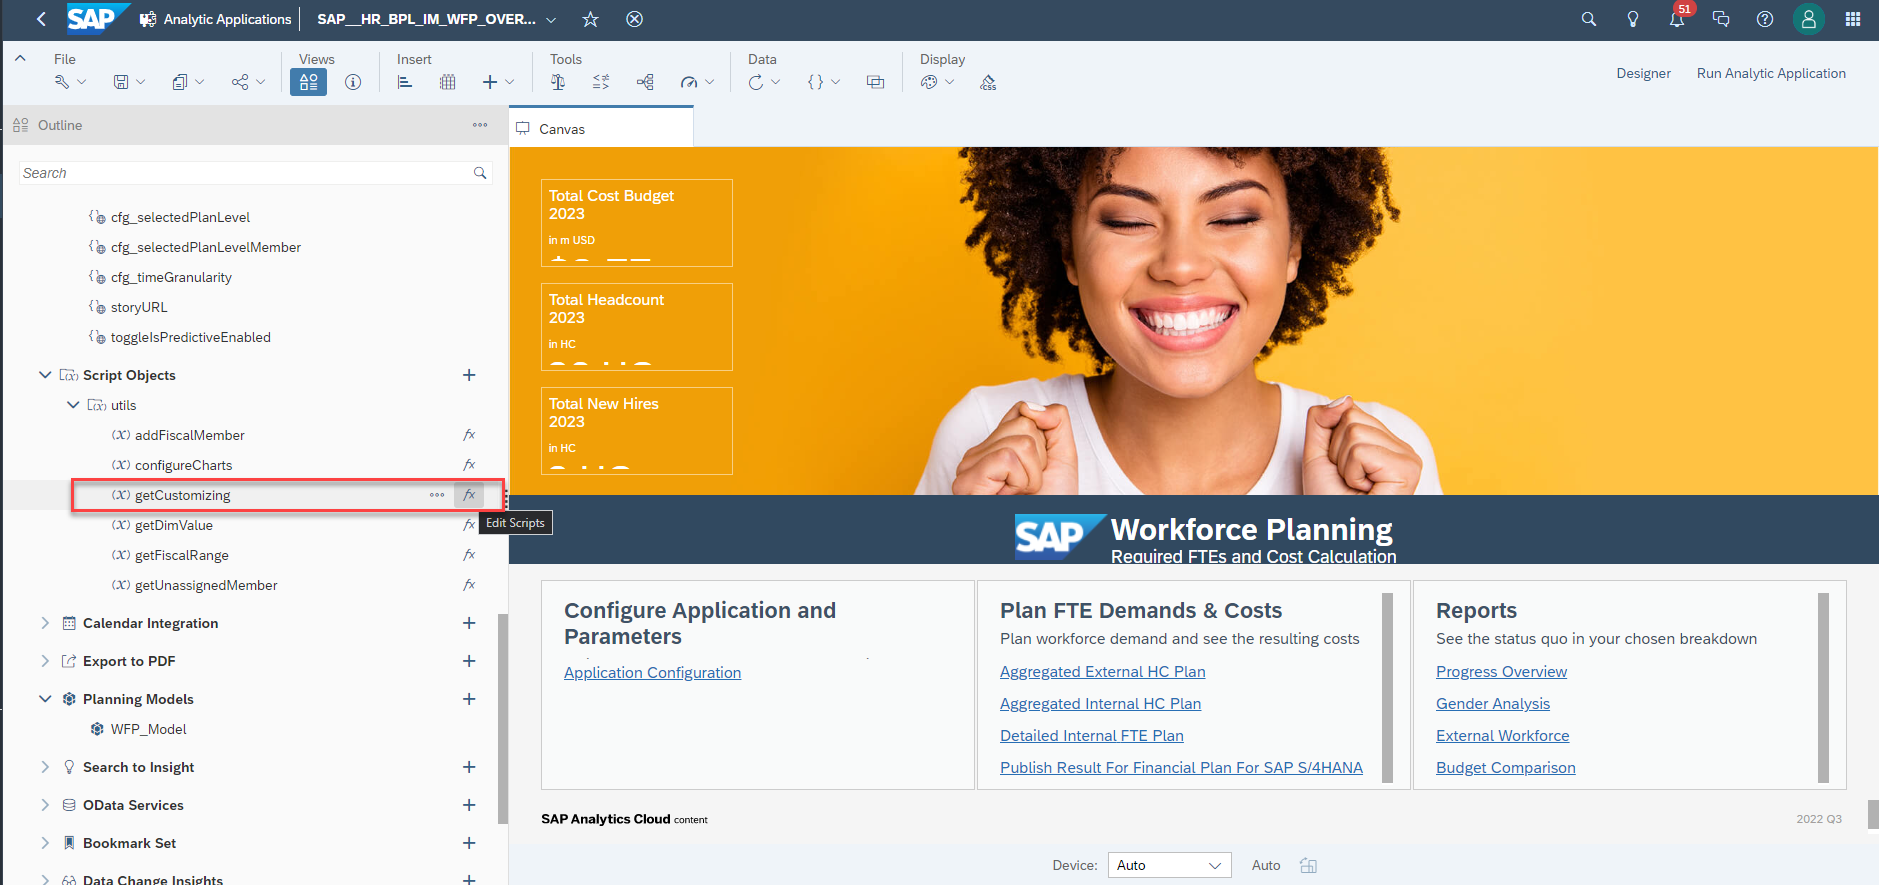 SAP Analytic Applications SAP__HR_BPL_IM_WFP_OVER... 51
File Views Insert Tools Data Display
Designer Run Analytic Application
css
Outline
Canvas
Search
cfg_selectedPlanLevel
cfg_selectedPlanLevelMember
cfg_timeGranularity
storyURL
toggleIsPredictiveEnabled
Script Objects
utils
(X) addFiscalMember fx
(X) configureCharts fx
(X) getCustomizing fx
Edit Scripts
(X) getDimValue fx
(X) getFiscalRange fx
(X) getUnassignedMember fx
Calendar Integration
Export to PDF
Planning Models
WFP_Model
Search to Insight
OData Services
Bookmark Set
Data Change Insights
Total Cost Budget
2023
in m USD
Total Headcount
2023
in HC
Total New Hires
2023
in HC
SAP Workforce Planning
Required FTEs and Cost Calculation
Configure Application and
Parameters
Application Configuration
Plan FTE Demands & Costs
Plan workforce demand and see the resulting costs
Aggregated External HC Plan
Aggregated Internal HC Plan
Detailed Internal FTE Plan
Publish Result For Financial Plan For SAP S/4HANA
Reports
See the status quo in your chosen breakdown
Progress Overview
Gender Analysis
External Workforce
Budget Comparison
SAP Analytics Cloud content
2022 Q3
Device: Auto Auto